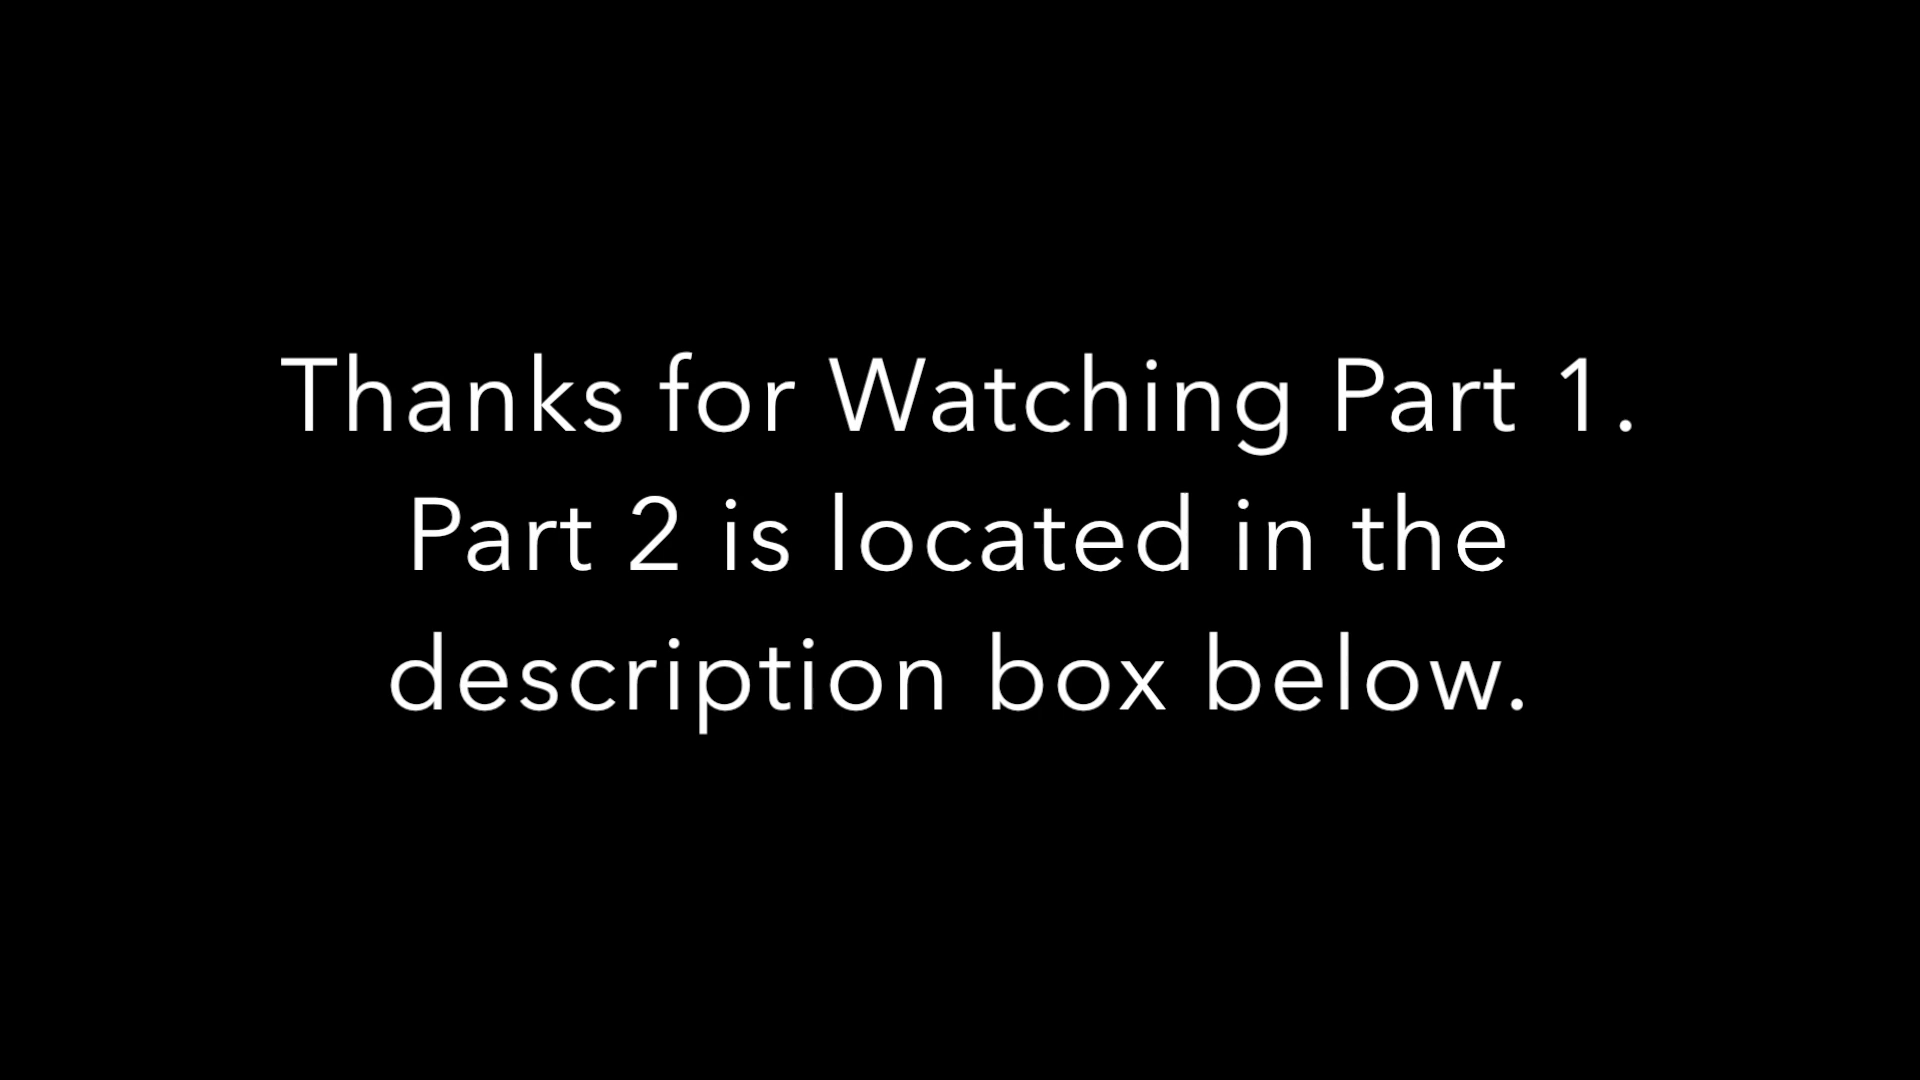 Thanks for Watching Part 1.
Part 2 is located in the
description box below.